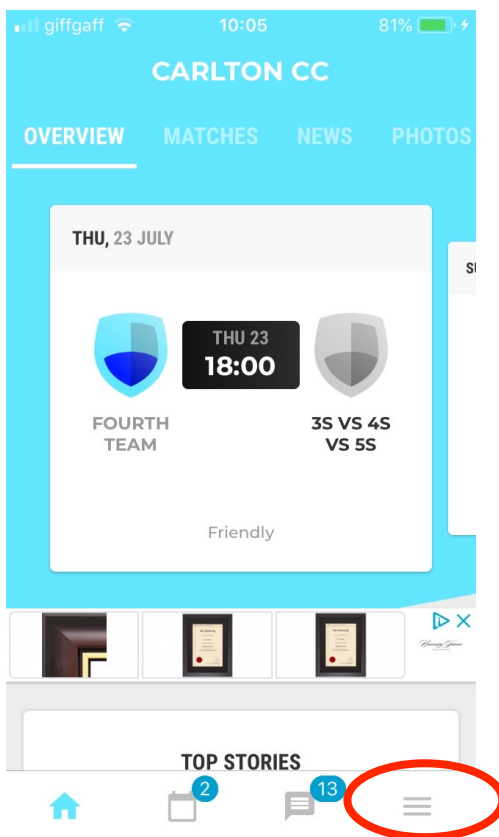 giffgaff 10:05 81%
CARLTON CC
OVERVIEW MATCHES NEWS PHOTOS
THU, 23 JULY
THU 23
18:00
FOURTH
TEAM
3S VS 4S
VS 5S
Friendly
TOP STORIES
2
13